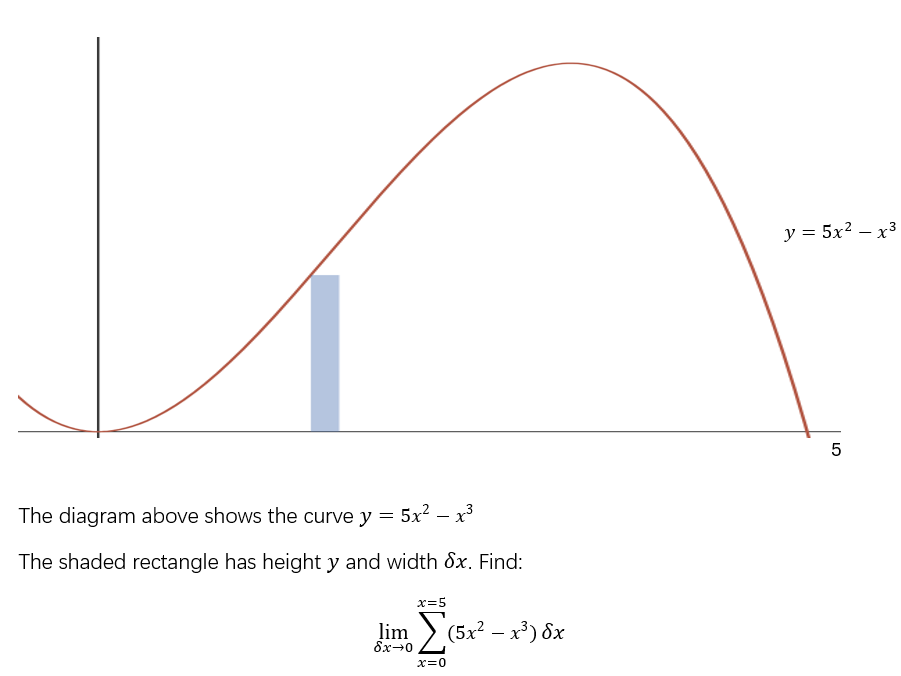 y = 5x² − x³
5
The diagram above shows the curve y = 5x² − x³
The shaded rectangle has height y and width δx. Find:
x=5
lim ∑ (5x² − x³) δx
δx→0
x=0